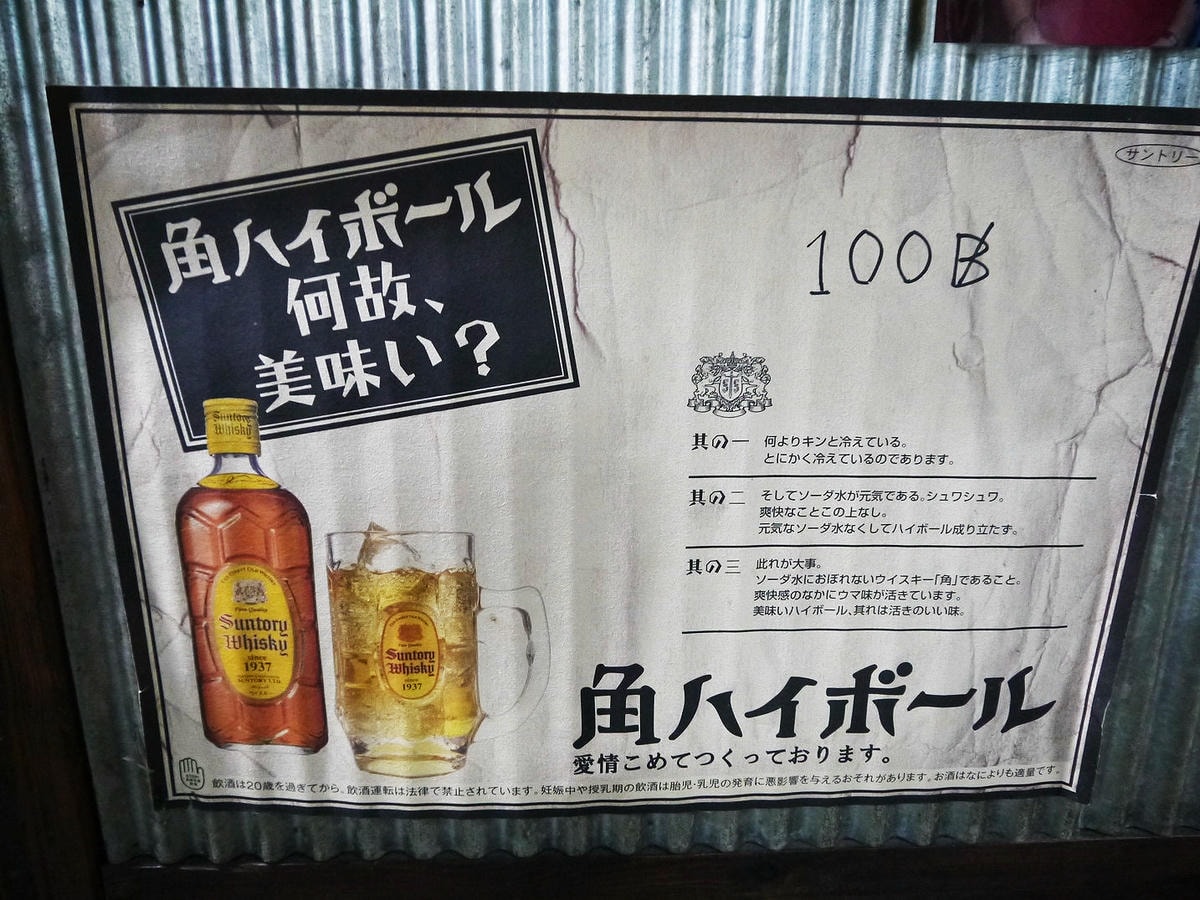 サントリー
角ハイボール
何故、
美味い?
100฿
其の一 何よりキンと冷えている。
とにかく冷えているのであります。
其の二 そしてソーダ水が元気である。シュワシュワ。
爽快なことこの上なし。
元気なソーダ水なくしてハイボール成り立たず。
其の三 此れが大事。
ソーダ水におぼれないウイスキー「角」であること。
爽快感のなかにウマ味が活きています。
美味いハイボール、其れは活きのいい味。
Suntory
Whisky
Suntory
Whisky
since
1937
SUNTORY LTD.
Suntory
Whisky
since
1937
角ハイボール
愛情こめてつくっております。
飲酒は20歳を過ぎてから。飲酒運転は法律で禁止されています。妊娠中や授乳期の飲酒は胎児・乳児の発育に悪影響を与えるおそれがあります。お酒はなによりも適量です。